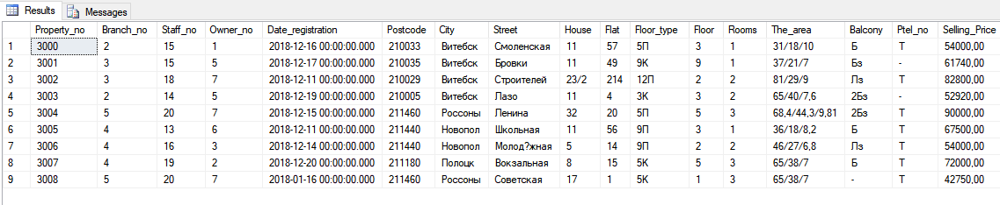 Results Messages
Property_no Branch_no Staff_no Owner_no Date_registration Postcode City Street House Flat Floor_type Floor Rooms The_area Balcony Ptel_no Selling_Price
1 3000 2 15 1 2018-12-16 00:00:00.000 210033 Витебск Смоленская 11 57 5П 3 1 31/18/10 Б Т 54000,00
2 3001 3 15 5 2018-12-17 00:00:00.000 210035 Витебск Бровки 11 49 9К 9 1 37/21/7 Бз - 61740,00
3 3002 3 18 7 2018-12-11 00:00:00.000 210029 Витебск Строителей 23/2 214 12П 2 2 81/29/9 Лз Т 82800,00
4 3003 2 14 5 2018-12-19 00:00:00.000 210005 Витебск Лазо 11 4 3К 3 2 65/40/7,6 2Бз - 52920,00
5 3004 5 20 7 2018-12-15 00:00:00.000 211460 Россоны Ленина 32 20 5П 5 3 68,4/44,3/9,81 2Бз Т 90000,00
6 3005 4 13 6 2018-12-11 00:00:00.000 211440 Новопол Школьная 11 56 9П 3 1 36/18/8,2 Б Т 67500,00
7 3006 4 16 3 2018-12-14 00:00:00.000 211440 Новопол Молод?жная 5 14 9П 2 2 46/27/6,8 Лз Т 54000,00
8 3007 4 19 2 2018-12-20 00:00:00.000 211180 Полоцк Вокзальная 8 15 5К 5 3 65/38/7 Б Т 72000,00
9 3008 5 20 7 2018-01-16 00:00:00.000 211460 Россоны Советская 17 1 5К 1 3 65/38/7 - Т 42750,00